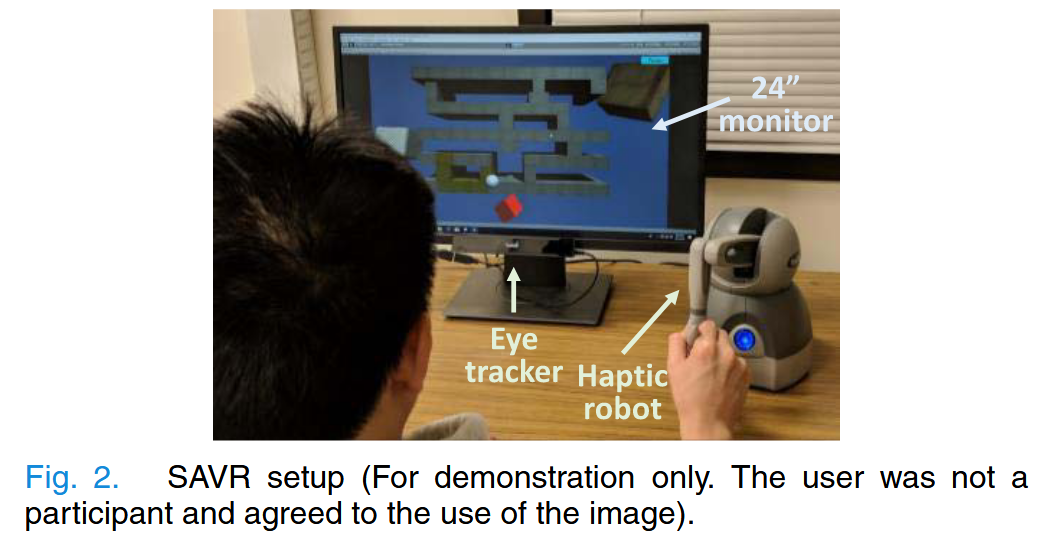 24”
monitor
Eye
tracker
Haptic
robot
Fig. 2. SAVR setup (For demonstration only. The user was not a
participant and agreed to the use of the image).